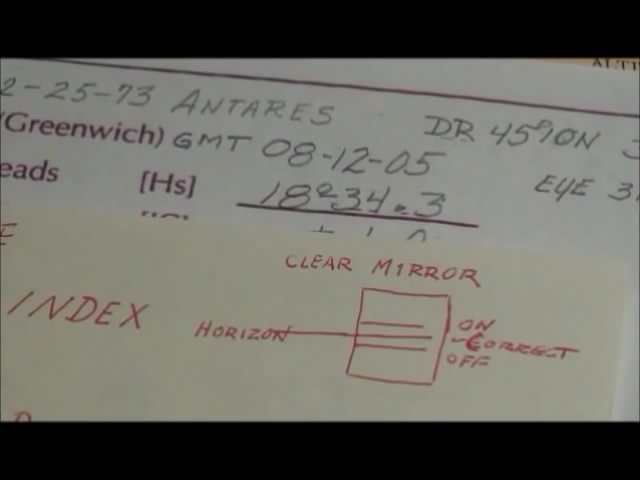 2-25-73 ANTARES DR 45°10N
(Greenwich) GMT 08-12-05
eads [Hs] 18°34.3 EYE
CLEAR MIRROR
INDEX HORIZON ON
CORRECT
OFF